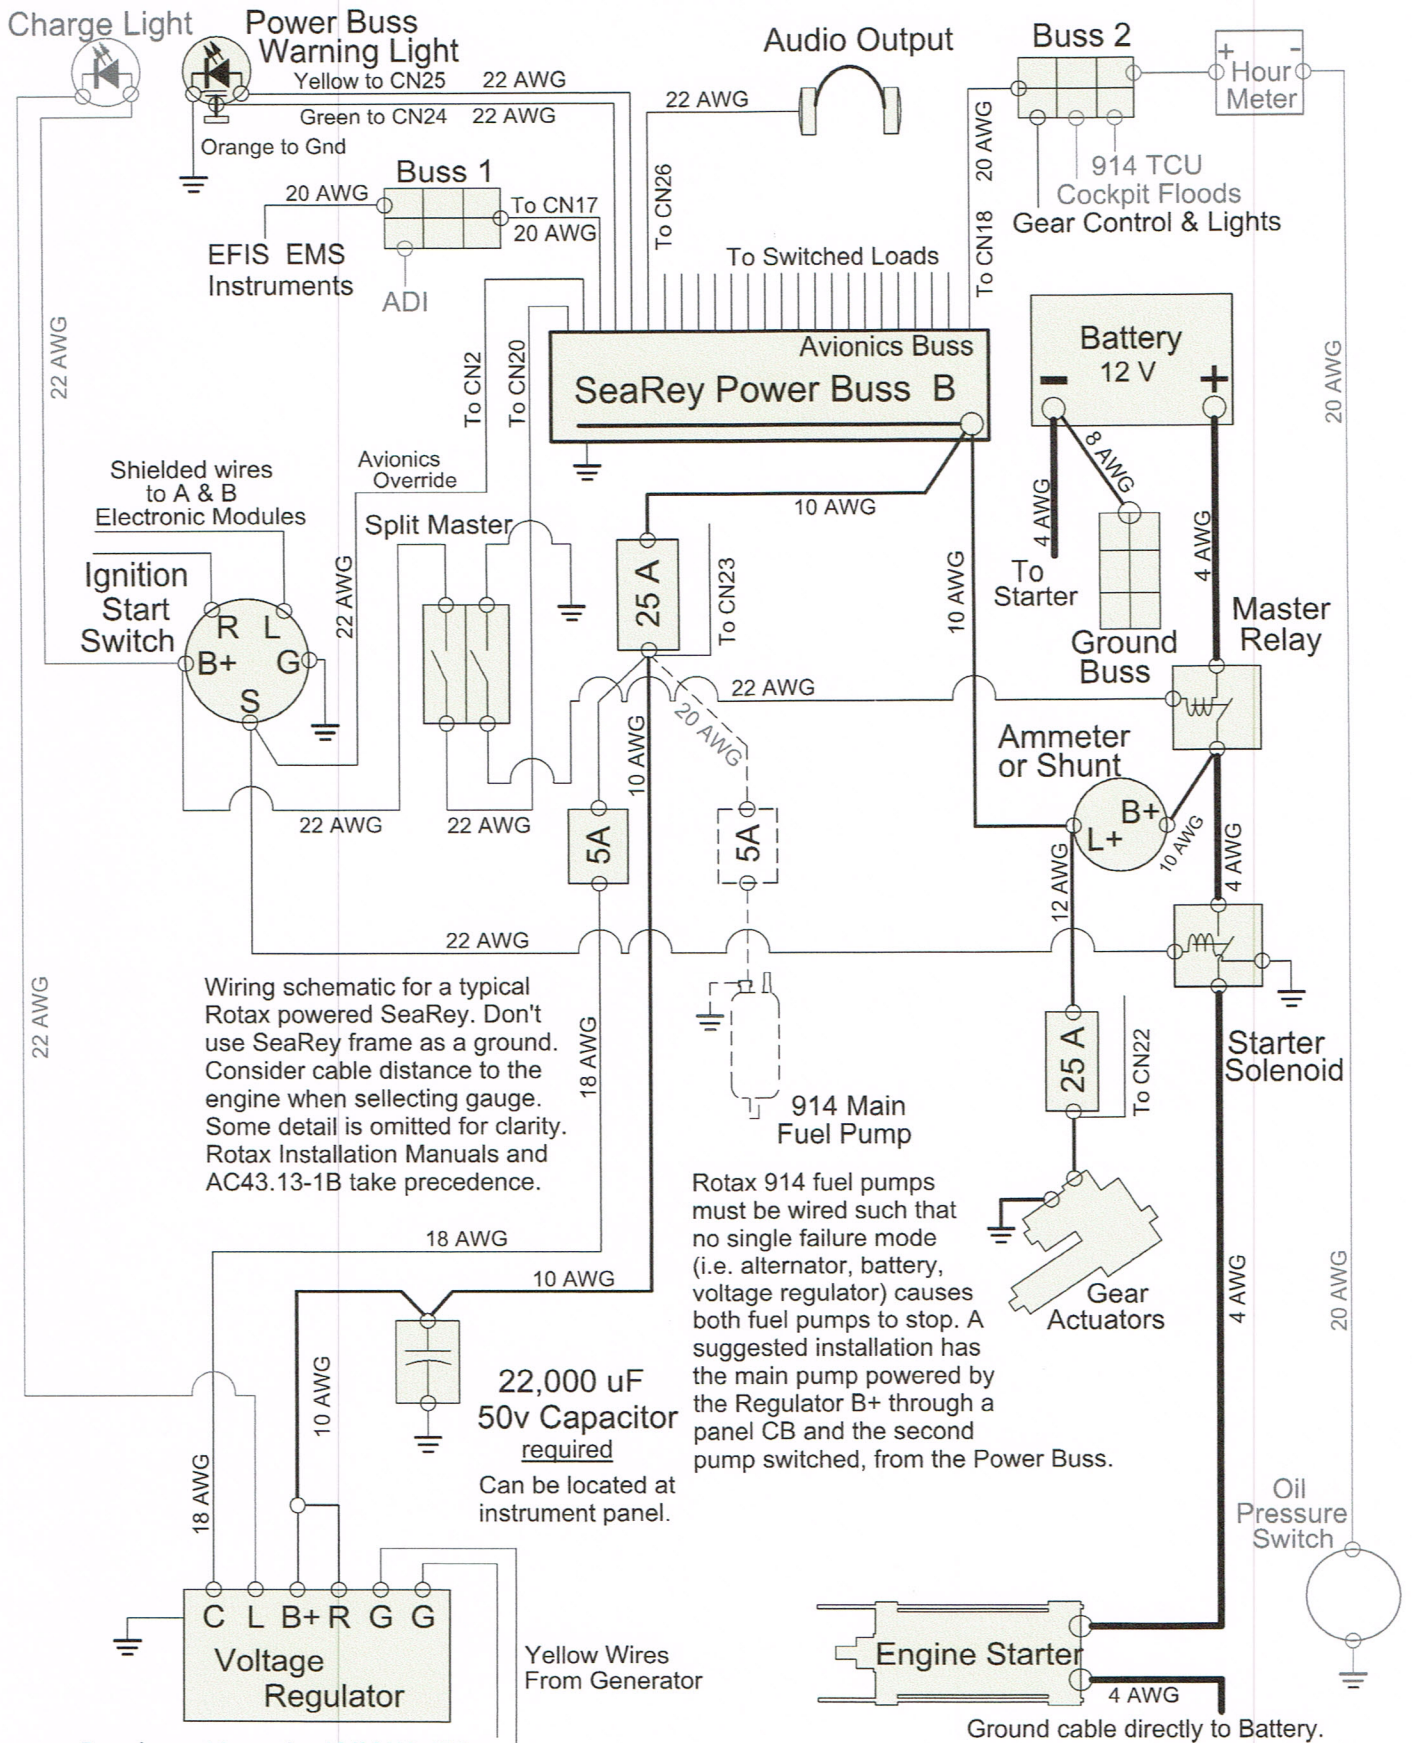 Charge Light
Power Buss
Warning Light
Yellow to CN25
22 AWG
Green to CN24
22 AWG
Orange to Gnd
Audio Output
22 AWG
To CN26
Buss 2
20 AWG
To CN18
+
-
Hour
Meter
914 TCU
Cockpit Floods
Gear Control & Lights
Buss 1
20 AWG
To CN17
20 AWG
EFIS EMS
Instruments
ADI
To Switched Loads
22 AWG
To CN2
To CN20
Avionics Buss
SeaRey Power Buss B
Battery
12 V
-
+
20 AWG
8 AWG
4 AWG
To
Starter
4 AWG
Ground
Buss
Master
Relay
Shielded wires
to A & B
Electronic Modules
Avionics
Override
Split Master
10 AWG
25 A
To CN23
10 AWG
Ignition
Start
Switch
R L
B+ G
S
22 AWG
22 AWG
10 AWG
20 AWG
Ammeter
or Shunt
B+
L+
10 AWG
4 AWG
22 AWG
22 AWG
5A
5A
12 AWG
22 AWG
22 AWG
Wiring schematic for a typical
Rotax powered SeaRey. Don't
use SeaRey frame as a ground.
Consider cable distance to the
engine when sellecting gauge.
Some detail is omitted for clarity.
Rotax Installation Manuals and
AC43.13-1B take precedence.
18 AWG
914 Main
Fuel Pump
25 A
To CN22
Starter
Solenoid
Rotax 914 fuel pumps
must be wired such that
no single failure mode
(i.e. alternator, battery,
voltage regulator) causes
both fuel pumps to stop. A
suggested installation has
the main pump powered by
the Regulator B+ through a
panel CB and the second
pump switched, from the Power Buss.
Gear
Actuators
4 AWG
20 AWG
18 AWG
10 AWG
10 AWG
22,000 uF
50v Capacitor
required
Can be located at
instrument panel.
18 AWG
Oil
Pressure
Switch
C L B+ R G G
Voltage
Regulator
Yellow Wires
From Generator
Engine Starter
4 AWG
Ground cable directly to Battery.